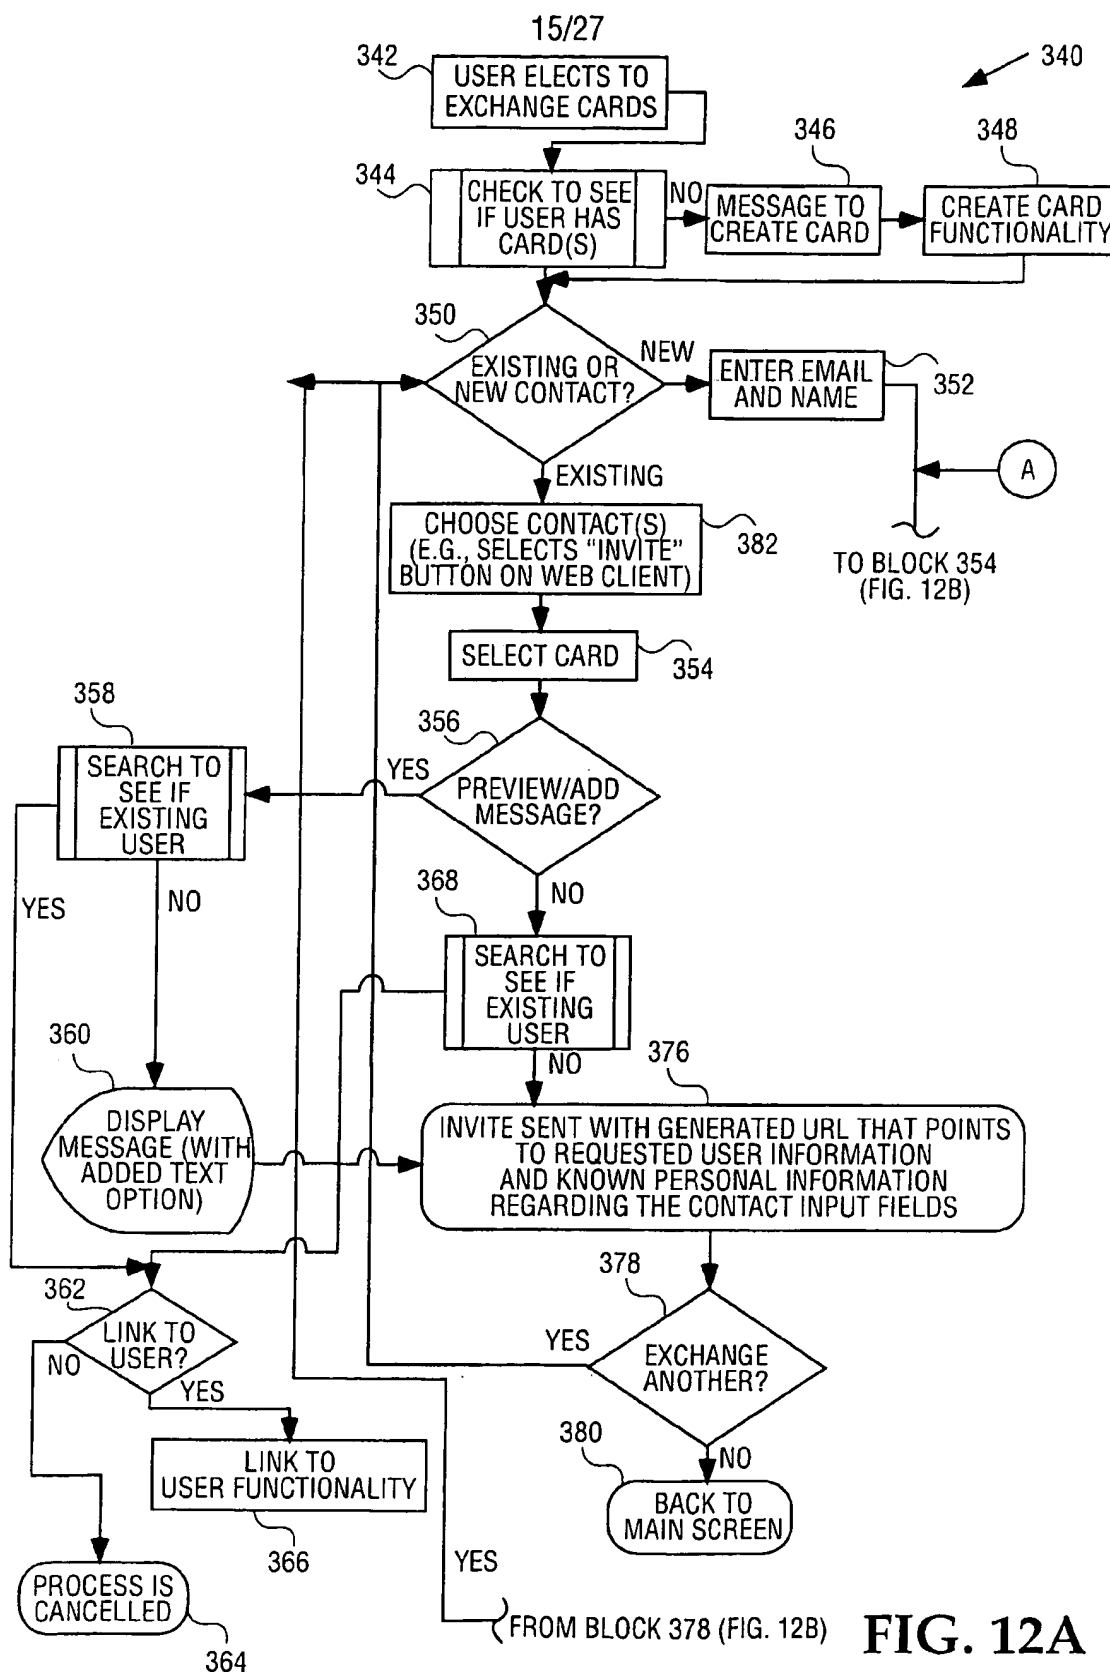 15/27
342
USER ELECTS TO
EXCHANGE CARDS
340
344
CHECK TO SEE
IF USER HAS
CARD(S)
NO
346
MESSAGE TO
CREATE CARD
348
CREATE CARD
FUNCTIONALITY
350
EXISTING OR
NEW CONTACT?
NEW
ENTER EMAIL
AND NAME
352
A
TO BLOCK 354
(FIG. 12B)
EXISTING
CHOOSE CONTACT(S)
(E.G., SELECTS “INVITE”
BUTTON ON WEB CLIENT)
382
SELECT CARD
354
356
PREVIEW/ADD
MESSAGE?
YES
358
SEARCH TO
SEE IF
EXISTING
USER
YES
NO
NO
368
SEARCH TO
SEE IF
EXISTING
USER
NO
360
DISPLAY
MESSAGE (WITH
ADDED TEXT
OPTION)
376
INVITE SENT WITH GENERATED URL THAT POINTS
TO REQUESTED USER INFORMATION
AND KNOWN PERSONAL INFORMATION
REGARDING THE CONTACT INPUT FIELDS
362
LINK TO
USER?
NO
YES
378
EXCHANGE
ANOTHER?
YES
NO
LINK TO
USER FUNCTIONALITY
366
380
BACK TO
MAIN SCREEN
PROCESS IS
CANCELLED
364
YES
FROM BLOCK 378 (FIG. 12B)
FIG. 12A